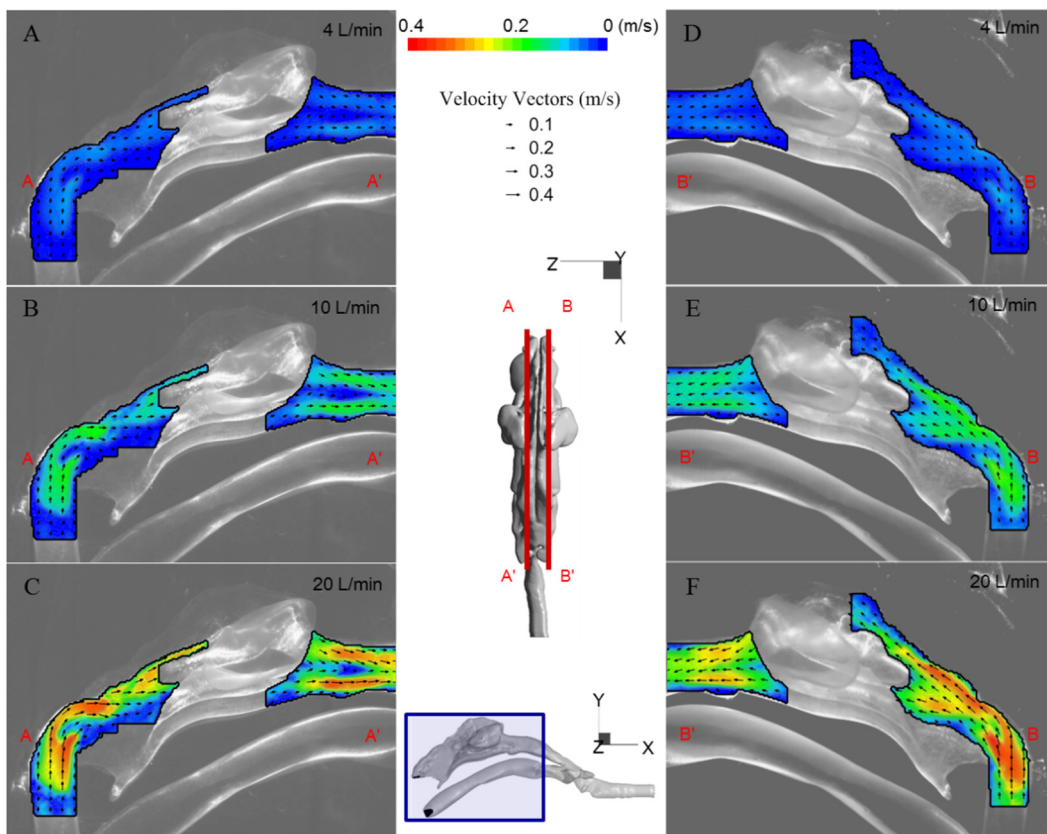 A
4 L/min
A
A'
B
10 L/min
A
A'
C
20 L/min
A
A'
0.4 0.2 0 (m/s)
Velocity Vectors (m/s)
0.1
0.2
0.3
0.4
Z Y
X
A B
A' B'
Y
Z X
D
4 L/min
B'
B
E
10 L/min
B'
B
F
20 L/min
B'
B